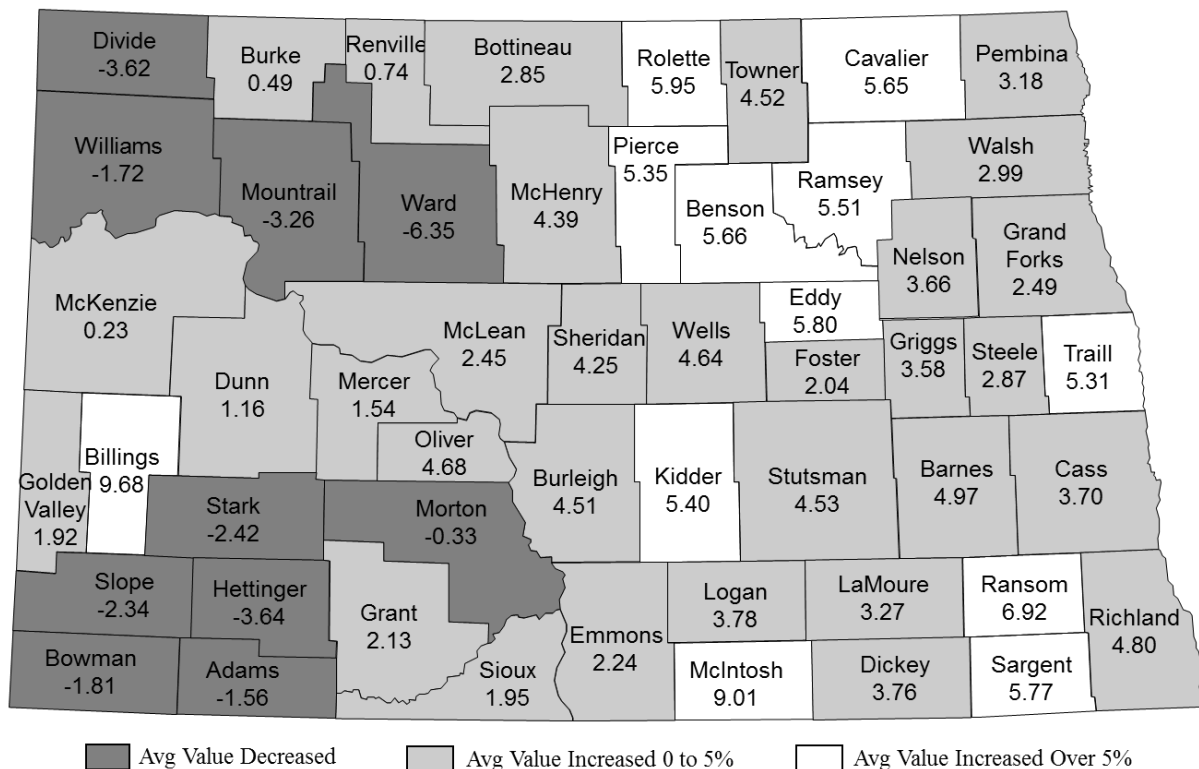 Divide
-3.62
Burke
0.49
Renville
0.74
Bottineau
2.85
Rolette
5.95
Towner
4.52
Cavalier
5.65
Pembina
3.18
Williams
-1.72
Mountrail
-3.26
Ward
-6.35
McHenry
4.39
Pierce
5.35
Benson
5.66
Ramsey
5.51
Walsh
2.99
Nelson
3.66
Grand
Forks
2.49
McKenzie
0.23
Dunn
1.16
Mercer
1.54
McLean
2.45
Sheridan
4.25
Wells
4.64
Eddy
5.80
Foster
2.04
Griggs
3.58
Steele
2.87
Traill
5.31
Golden
Valley
1.92
Billings
9.68
Stark
-2.42
Oliver
4.68
Morton
-0.33
Burleigh
4.51
Kidder
5.40
Stutsman
4.53
Barnes
4.97
Cass
3.70
Slope
-2.34
Hettinger
-3.64
Grant
2.13
Bowman
-1.81
Adams
-1.56
Sioux
1.95
Emmons
2.24
Logan
3.78
McIntosh
9.01
LaMoure
3.27
Dickey
3.76
Ransom
6.92
Sargent
5.77
Richland
4.80
Avg Value Decreased
Avg Value Increased 0 to 5%
Avg Value Increased Over 5%